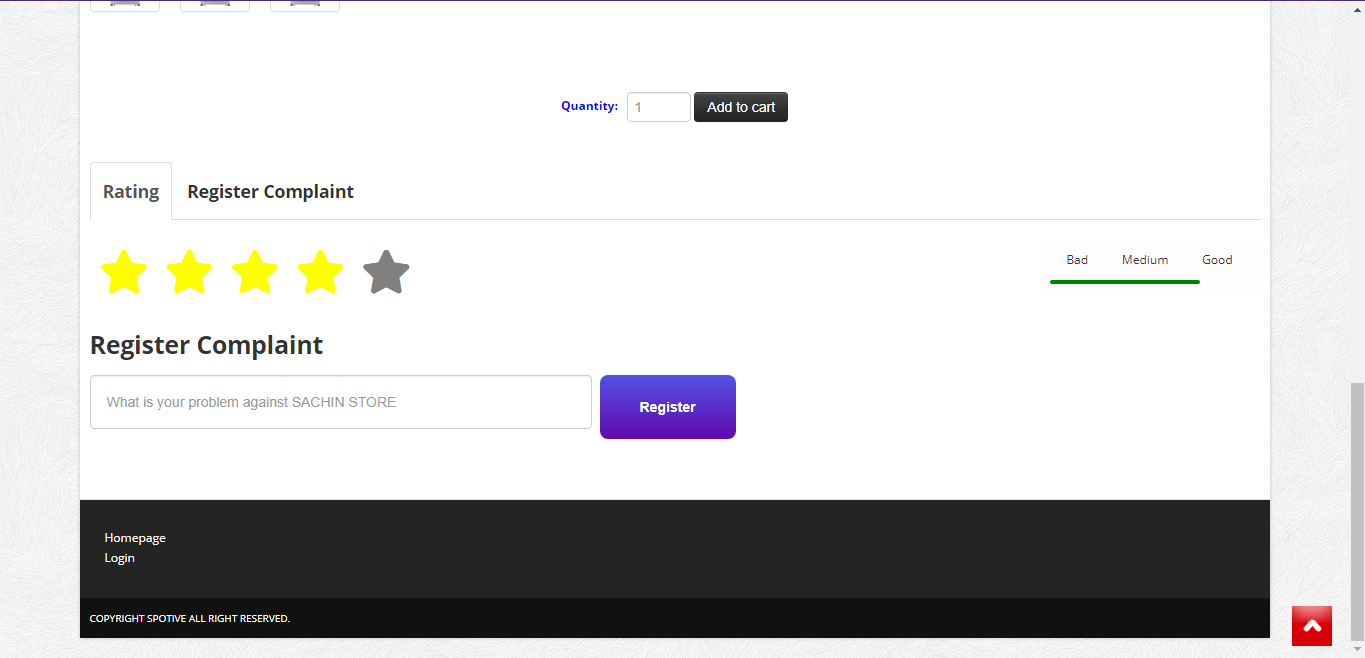 Quantity: 1 Add to cart
Rating Register Complaint
Bad Medium Good
Register Complaint
What is your problem against SACHIN STORE Register
Homepage
Login
COPYRIGHT SPOTIVE ALL RIGHT RESERVED.